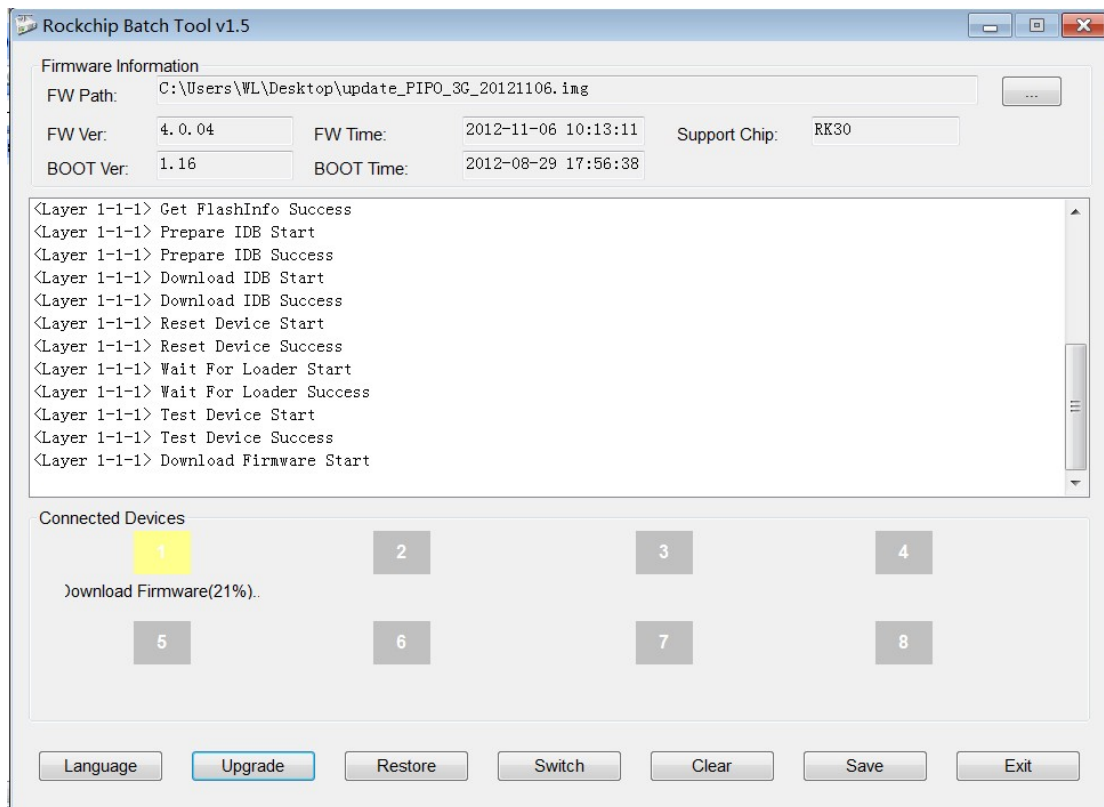 Rockchip Batch Tool v1.5
Firmware Information
FW Path: C:\Users\WL\Desktop\update_PIPO_3G_20121106.img ...
FW Ver: 4.0.04 FW Time: 2012-11-06 10:13:11 Support Chip: RK30
BOOT Ver: 1.16 BOOT Time: 2012-08-29 17:56:38
<Layer 1-1-1> Get FlashInfo Success
<Layer 1-1-1> Prepare IDB Start
<Layer 1-1-1> Prepare IDB Success
<Layer 1-1-1> Download IDB Start
<Layer 1-1-1> Download IDB Success
<Layer 1-1-1> Reset Device Start
<Layer 1-1-1> Reset Device Success
<Layer 1-1-1> Wait For Loader Start
<Layer 1-1-1> Wait For Loader Success
<Layer 1-1-1> Test Device Start
<Layer 1-1-1> Test Device Success
<Layer 1-1-1> Download Firmware Start
Connected Devices
1 2 3 4
Download Firmware(21%)..
5 6 7 8
Language Upgrade Restore Switch Clear Save Exit